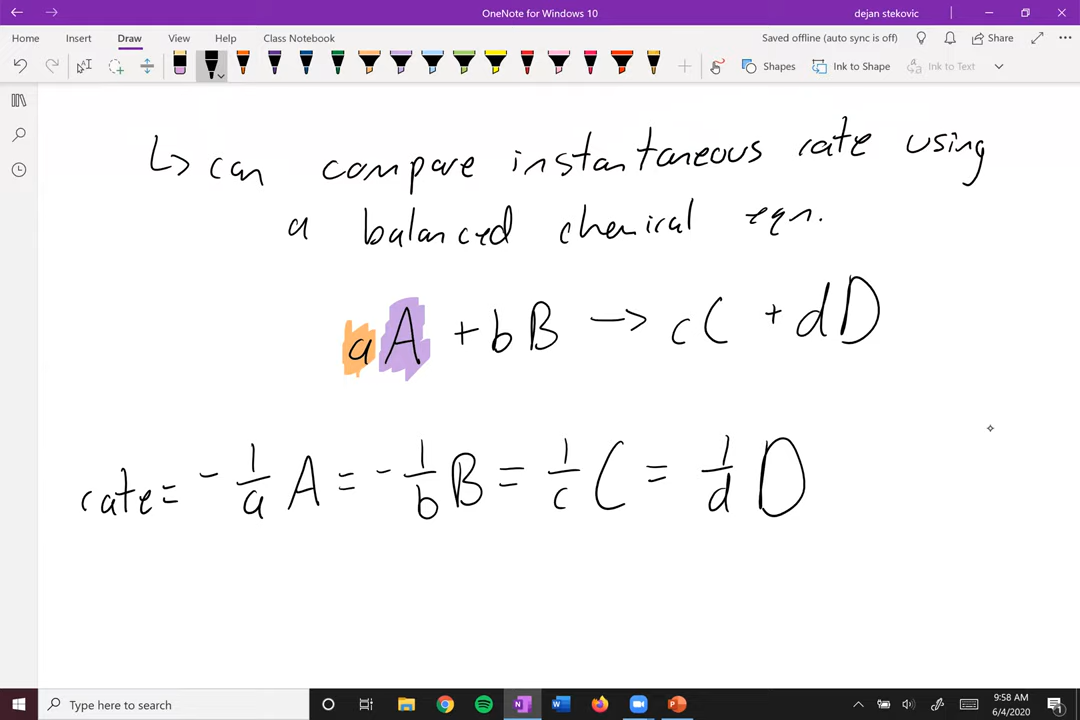 OneNote for Windows 10
dejan stekovic
Home Insert Draw View Help Class Notebook
Saved offline (auto sync is off)
Share
Shapes
Ink to Shape
Ink to Text
↳ can compare instantaneous rate using
a balanced chemical eqn.
aA + bB → cC + dD
rate = - 1/a A = - 1/b B = 1/c C = 1/d D
Type here to search
9:58 AM
6/4/2020